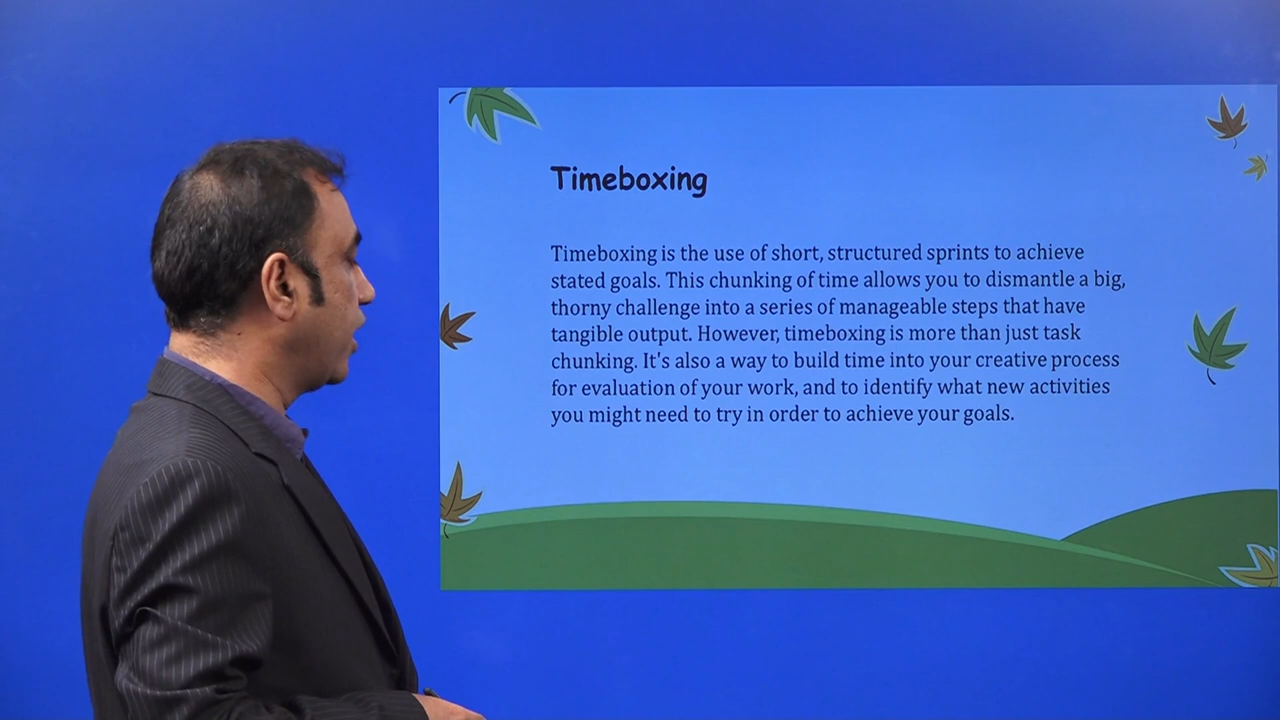 Timeboxing
Timeboxing is the use of short, structured sprints to achieve
stated goals. This chunking of time allows you to dismantle a big,
thorny challenge into a series of manageable steps that have
tangible output. However, timeboxing is more than just task
chunking. It's also a way to build time into your creative process
for evaluation of your work, and to identify what new activities
you might need to try in order to achieve your goals.